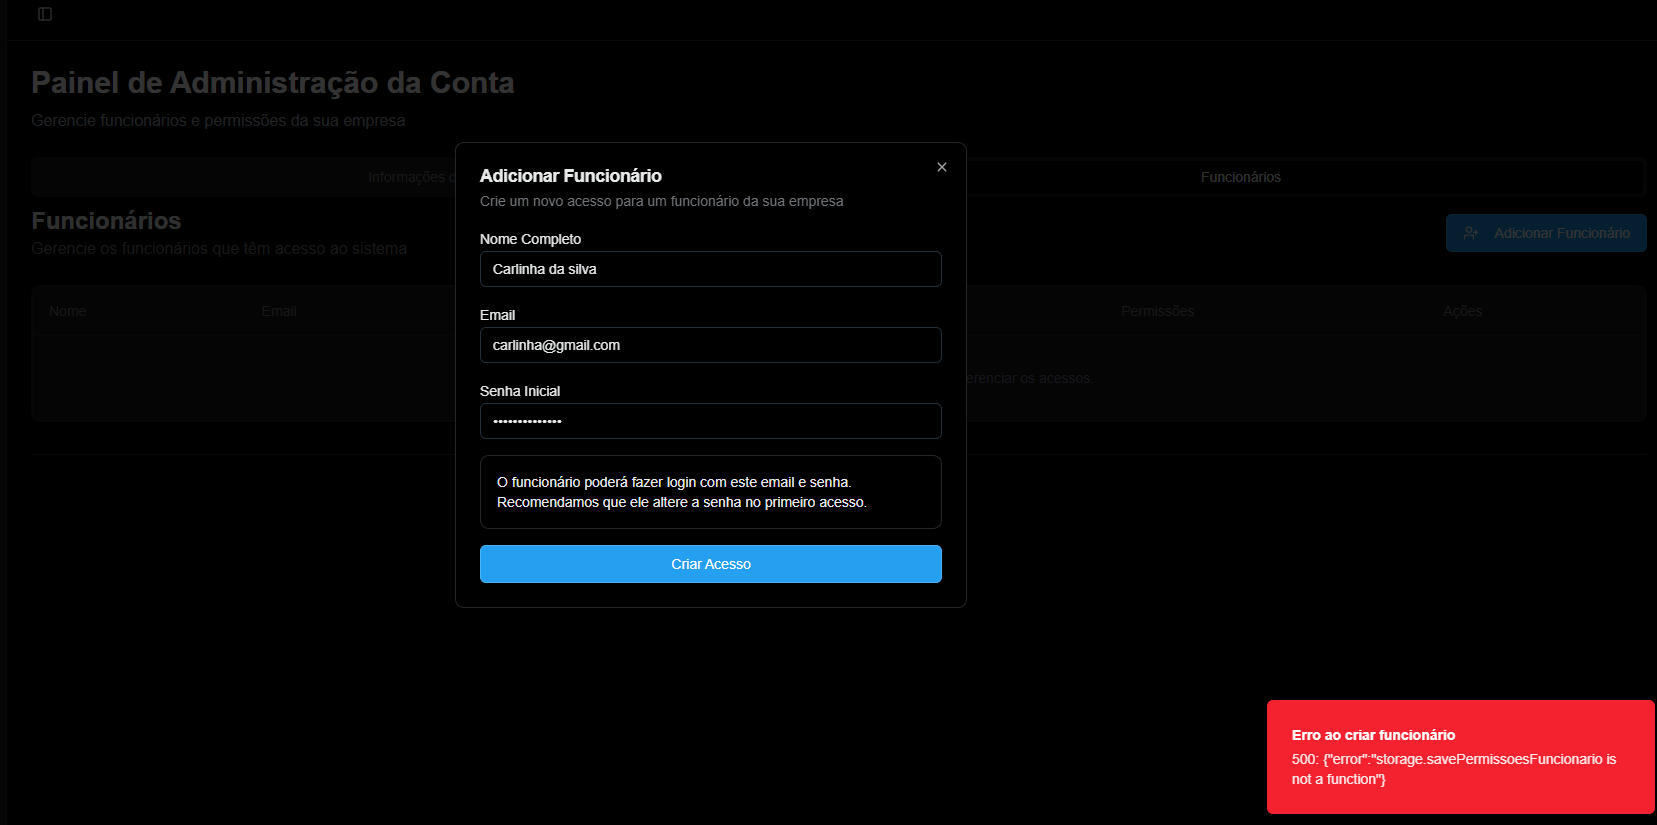 Painel de Administração da Conta
Gerencie funcionários e permissões da sua empresa
Informações
Funcionários
Funcionários
Gerencie os funcionários que têm acesso ao sistema
Adicionar Funcionário
Nome Email Permissões Ações
erenciar os acessos.
Adicionar Funcionário
Crie um novo acesso para um funcionário da sua empresa
Nome Completo
Carlinha da silva
Email
carlinha@gmail.com
Senha Inicial
••••••••••••••
O funcionário poderá fazer login com este email e senha.
Recomendamos que ele altere a senha no primeiro acesso.
Criar Acesso
Erro ao criar funcionário
500: {"error":"storage.savePermissoesFuncionario is
not a function"}